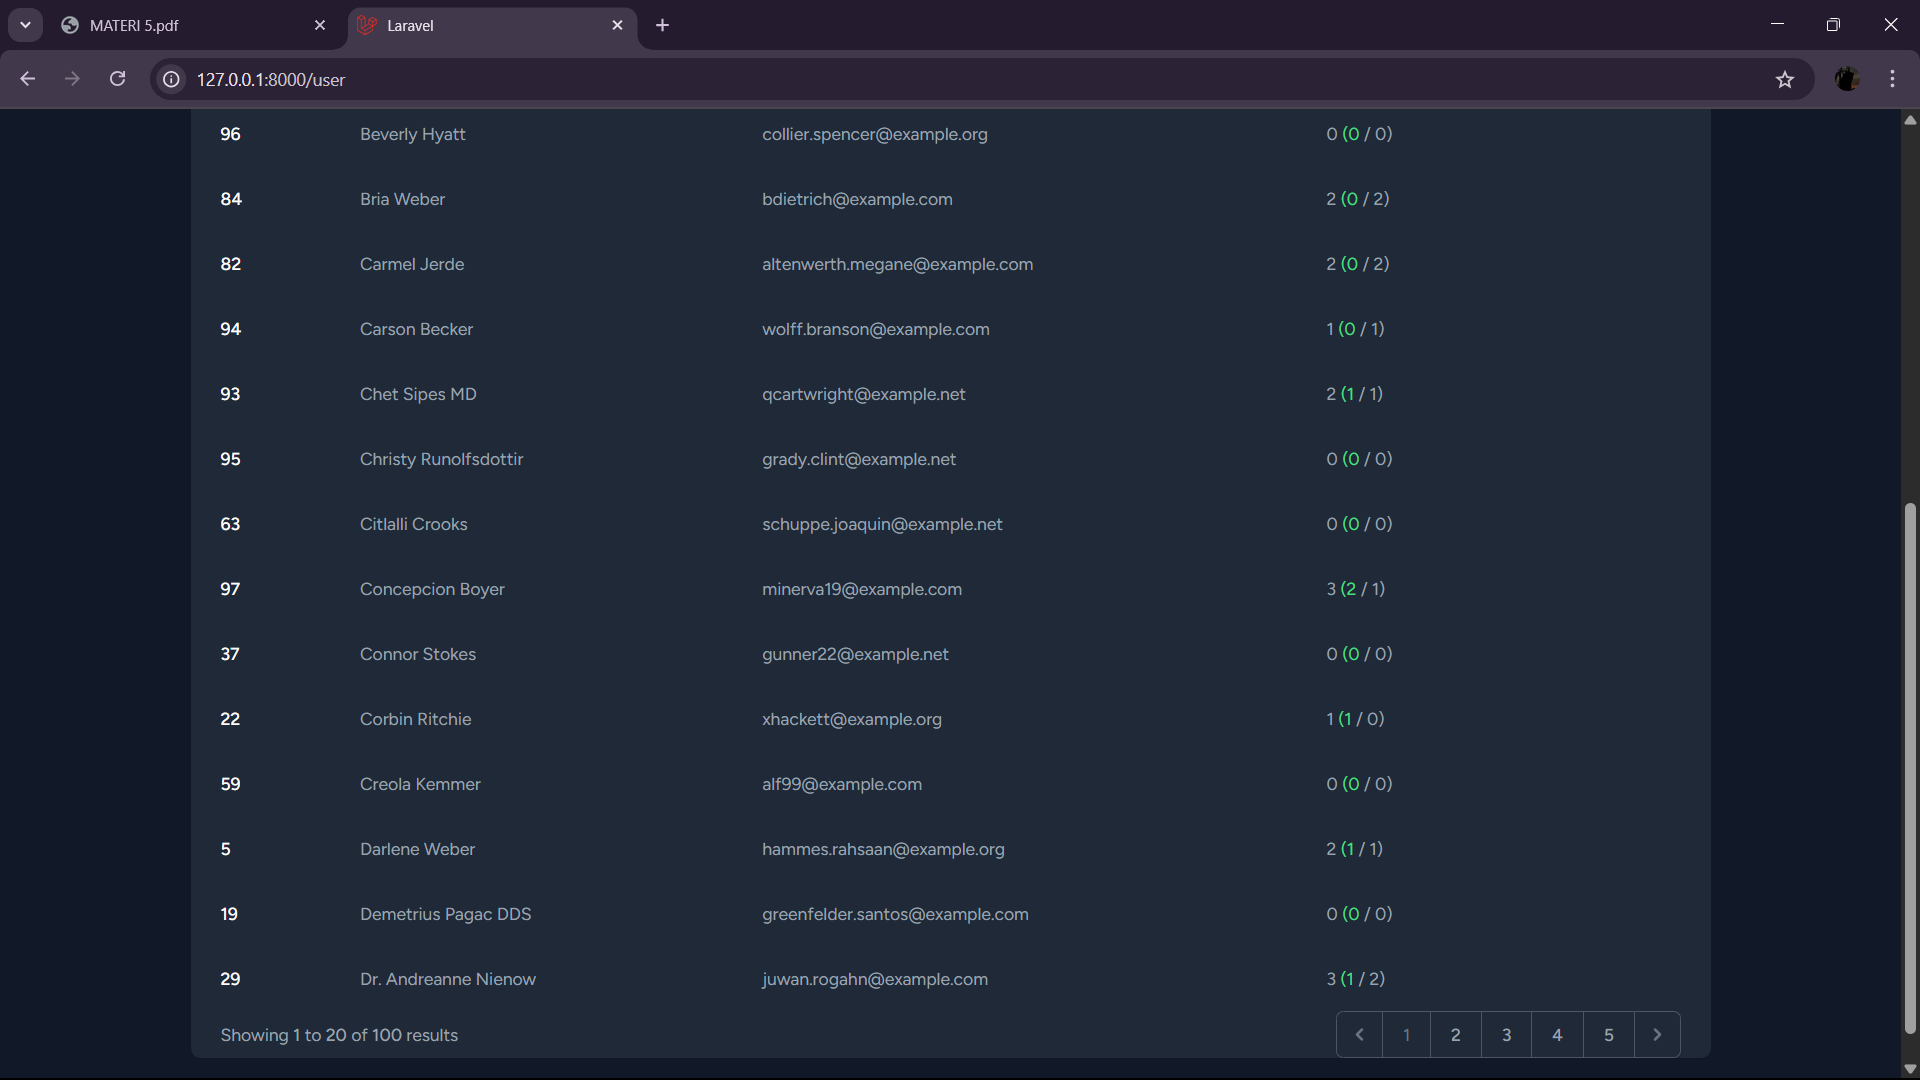 MATERI 5.pdf
Laravel
127.0.0.1:8000/user
96 Beverly Hyatt collier.spencer@example.org 0 (0 / 0)
84 Bria Weber bdietrich@example.com 2 (0 / 2)
82 Carmel Jerde altenwerth.megane@example.com 2 (0 / 2)
94 Carson Becker wolff.branson@example.com 1 (0 / 1)
93 Chet Sipes MD qcartwright@example.net 2 (1 / 1)
95 Christy Runolfsdottir grady.clint@example.net 0 (0 / 0)
63 Citlalli Crooks schuppe.joaquin@example.net 0 (0 / 0)
97 Concepcion Boyer minerva19@example.com 3 (2 / 1)
37 Connor Stokes gunner22@example.net 0 (0 / 0)
22 Corbin Ritchie xhackett@example.org 1 (1 / 0)
59 Creola Kemmer alf99@example.com 0 (0 / 0)
5 Darlene Weber hammes.rahsaan@example.org 2 (1 / 1)
19 Demetrius Pagac DDS greenfelder.santos@example.com 0 (0 / 0)
29 Dr. Andreanne Nienow juwan.rogahn@example.com 3 (1 / 2)
Showing 1 to 20 of 100 results 1 2 3 4 5